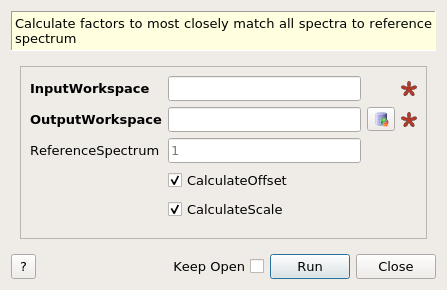 Calculate factors to most closely match all spectra to reference
spectrum
InputWorkspace
*
OutputWorkspace
*
ReferenceSpectrum 1
CalculateOffset
CalculateScale
? Keep Open Run Close